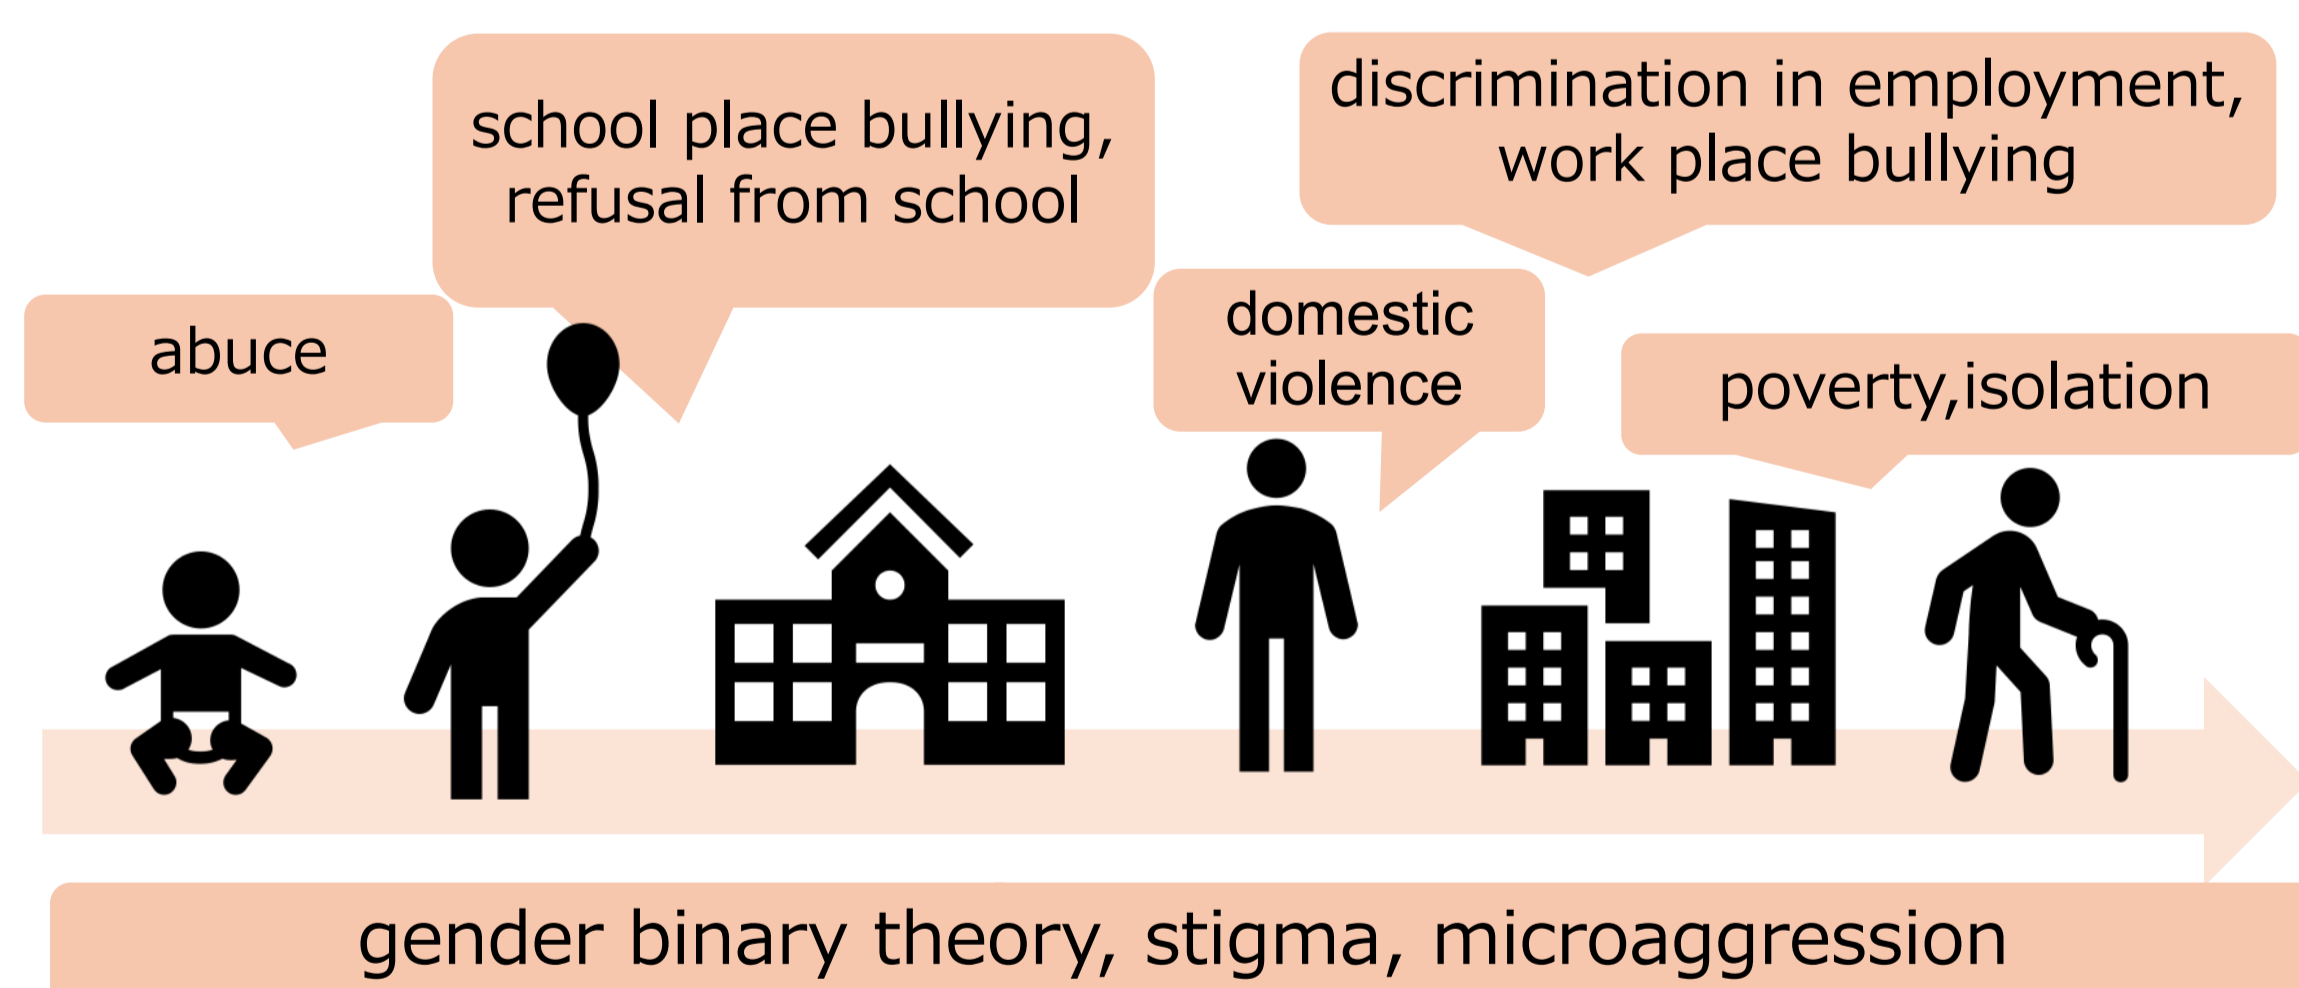 abuce
school place bullying,
refusal from school
domestic
violence
discrimination in employment,
work place bullying
poverty,isolation
gender binary theory, stigma, microaggression